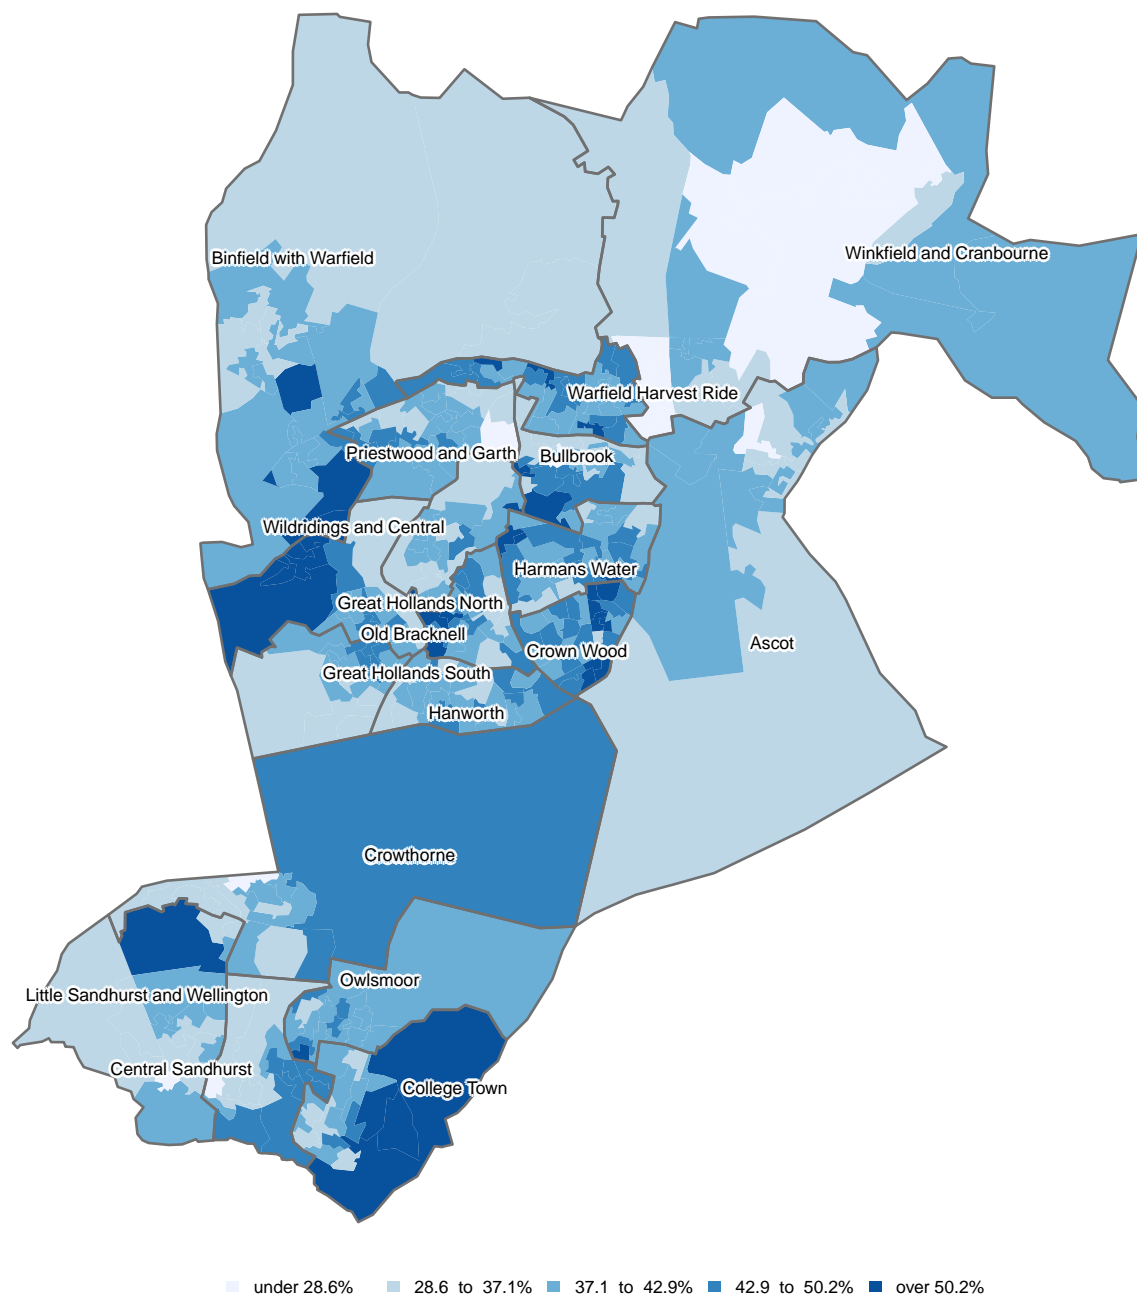 Binfield with Warfield
Winkfield and Cranbourne
Warfield Harvest Ride
Priestwood and Garth
Bullbrook
Wildridings and Central
Harmans Water
Great Hollands North
Old Bracknell
Crown Wood
Ascot
Great Hollands South
Hanworth
Crowthorne
Owlsmoor
Little Sandhurst and Wellington
Central Sandhurst
College Town
under 28.6% 28.6 to 37.1% 37.1 to 42.9% 42.9 to 50.2% over 50.2%